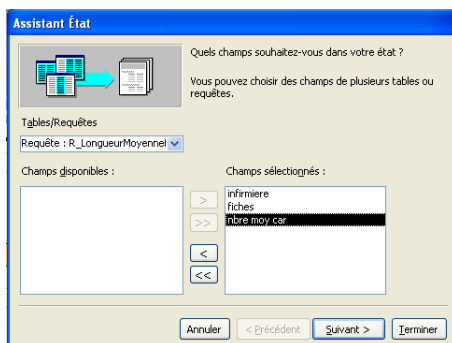 Assistant État
Quels champs souhaitez-vous dans votre état ?
Vous pouvez choisir des champs de plusieurs tables ou
requêtes.
Tables/Requêtes
Requête : R_LongueurMoyennel
Champs disponibles :
Champs sélectionnés :
infirmiere
fiches
nbre moy car
>
>>
<
<<
Annuler
< Précédent
Suivant >
Terminer